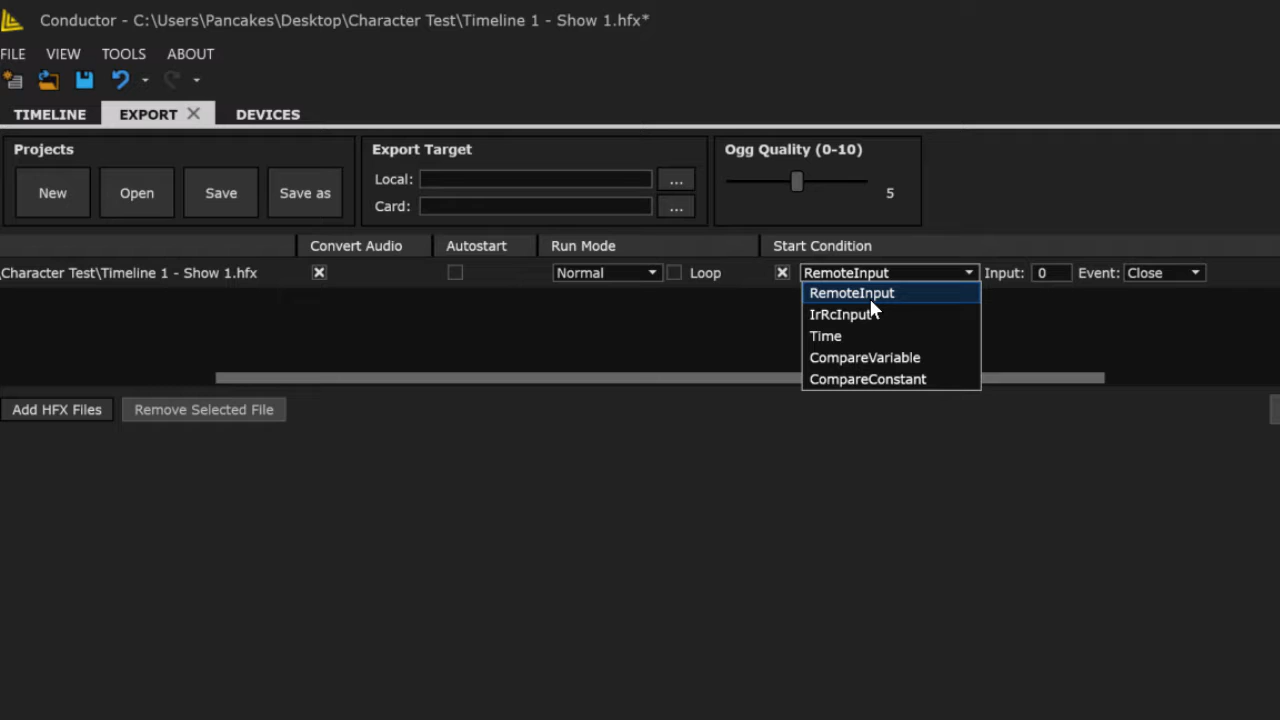 Conductor - C:\Users\Pancakes\Desktop\Character Test\Timeline 1 - Show 1.hfx*
FILE VIEW TOOLS ABOUT
TIMELINE EXPORT DEVICES
Projects
New Open Save Save as
Export Target
Local: ...
Card: ...
Ogg Quality (0-10)
5
Convert Audio Autostart Run Mode Start Condition
Character Test\Timeline 1 - Show 1.hfx Normal Loop RemoteInput Input: 0 Event: Close
RemoteInput
IrRcInput
Time
CompareVariable
CompareConstant
Add HFX Files Remove Selected File